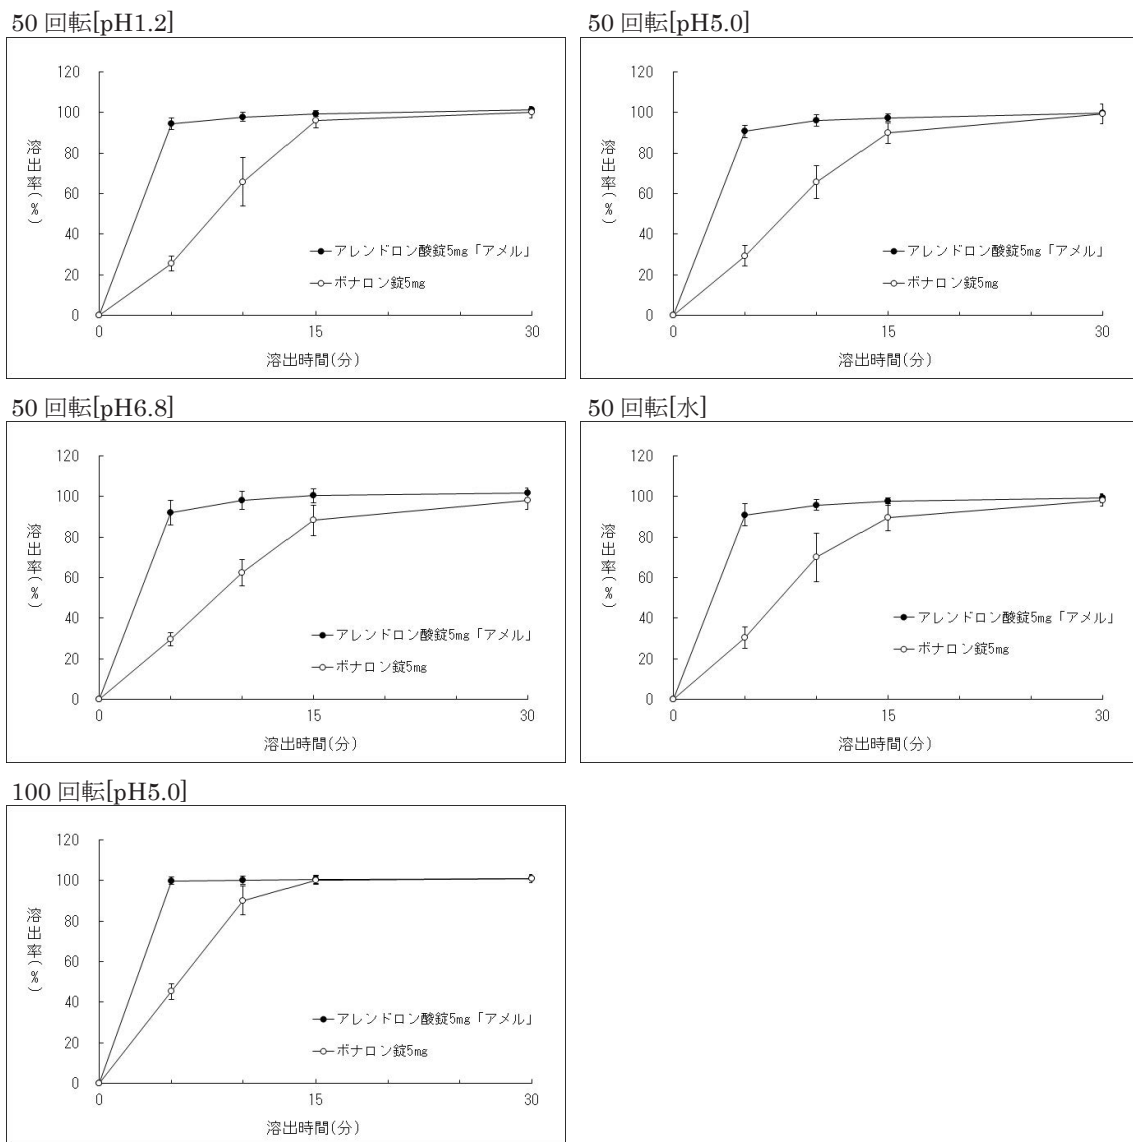 50 回転[pH1.2]
120
100
80
60
40
20
0
溶出率(%)
アレンドロン酸錠5mg「アメル」
ボナロン錠5mg
0 15 30
溶出時間(分)
50 回転[pH5.0]
120
100
80
60
40
20
0
溶出率(%)
アレンドロン酸錠5mg「アメル」
ボナロン錠5mg
0 15 30
溶出時間(分)
50 回転[pH6.8]
120
100
80
60
40
20
0
溶出率(%)
アレンドロン酸錠5mg「アメル」
ボナロン錠5mg
0 15 30
溶出時間(分)
50 回転[水]
120
100
80
60
40
20
0
溶出率(%)
アレンドロン酸錠5mg「アメル」
ボナロン錠5mg
0 15 30
溶出時間(分)
100 回転[pH5.0]
120
100
80
60
40
20
0
溶出率(%)
アレンドロン酸錠5mg「アメル」
ボナロン錠5mg
0 15 30
溶出時間(分)